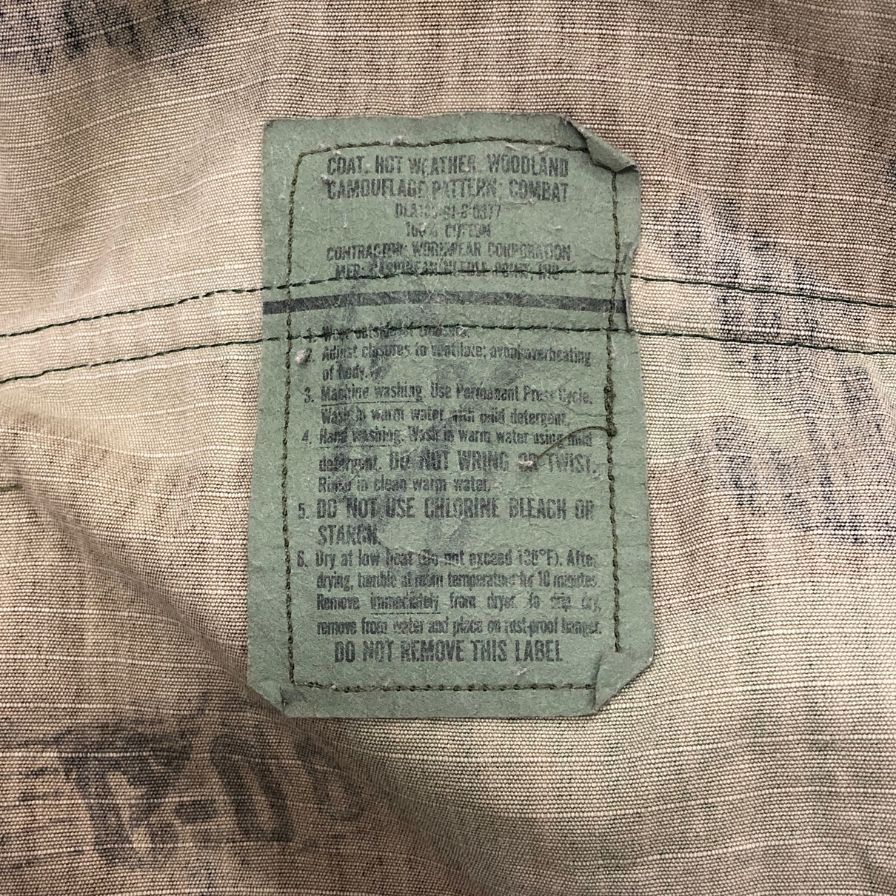 COAT, HOT WEATHER, WOODLAND
CAMOUFLAGE PATTERN; COMBAT
100% COTTON
CONTRACTOR: WORKWEAR CORPORATION
1. Wear outside of trousers.
2. Adjust closures to ventilate; avoid overheating
of body.
3. Machine washing. Use Permanent Press Cycle.
Wash in warm water with mild detergent.
4. Hand washing. Wash in warm water using mild
detergent. DO NOT WRING OR TWIST.
Rinse in clean warm water.
5. DO NOT USE CHLORINE BLEACH OR
STARCH.
6. Dry at low heat (Do not exceed 130°F). After
drying, tumble at room temperature for 10 minutes.
Remove immediately from dryer. To drip dry,
remove from water and place on rust-proof hanger.
DO NOT REMOVE THIS LABEL